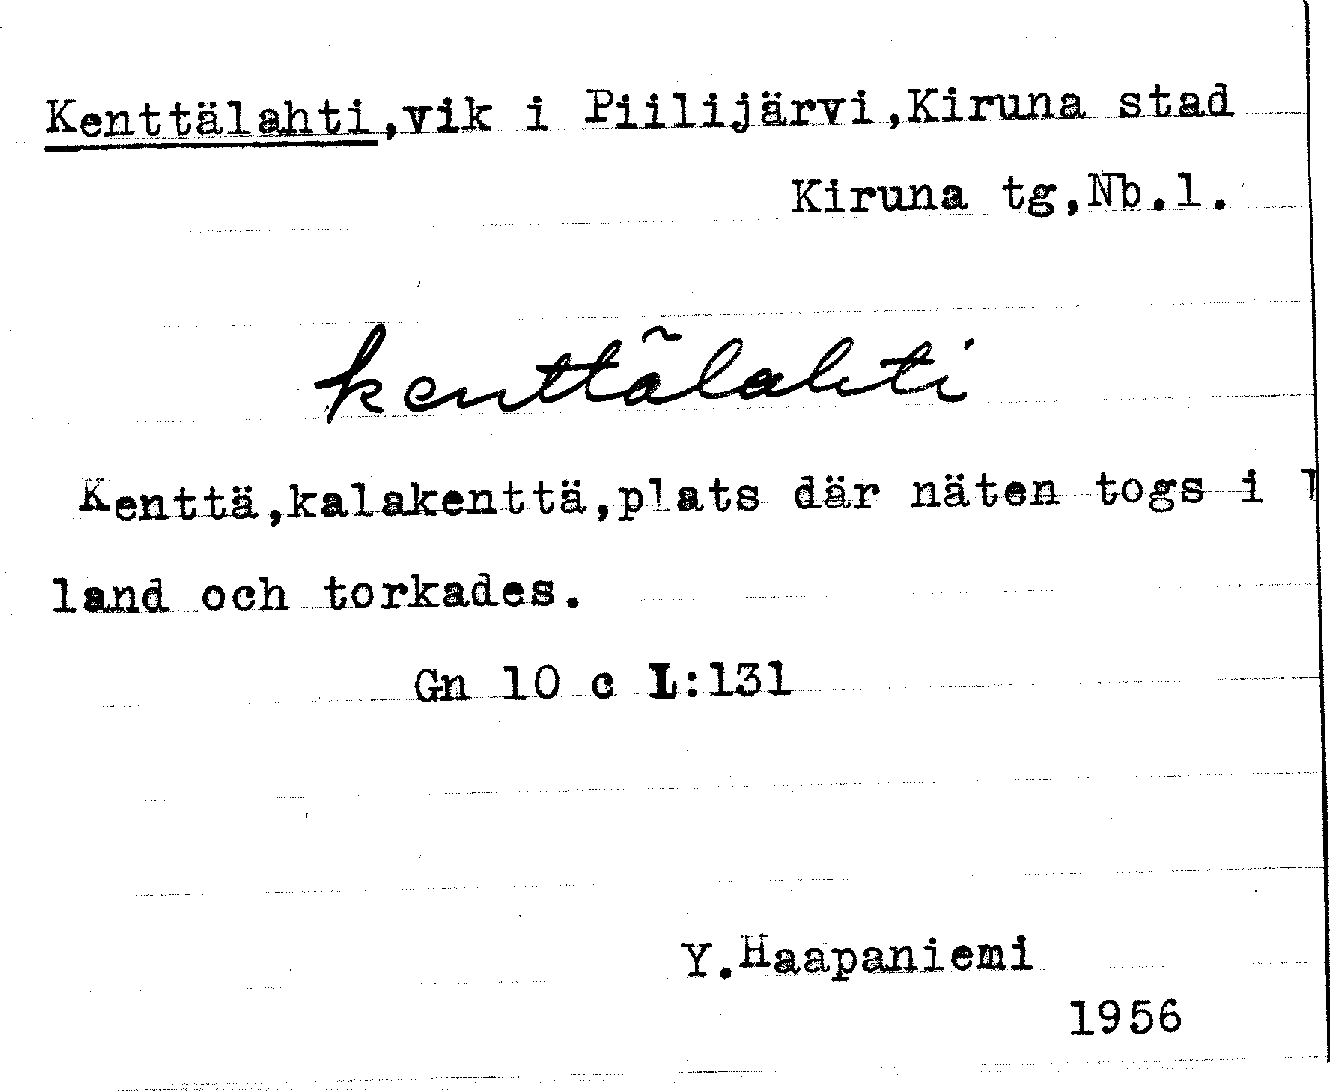 Kenttälahti,vik i Piilijärvi,Kiruna stad
Kiruna tg,Nb.l.
kenttälahti
Kenttä,kalakenttä,plats där näten togs i l
land och torkades.
Gn 10 c L:131
Y.Haapaniemi
1956